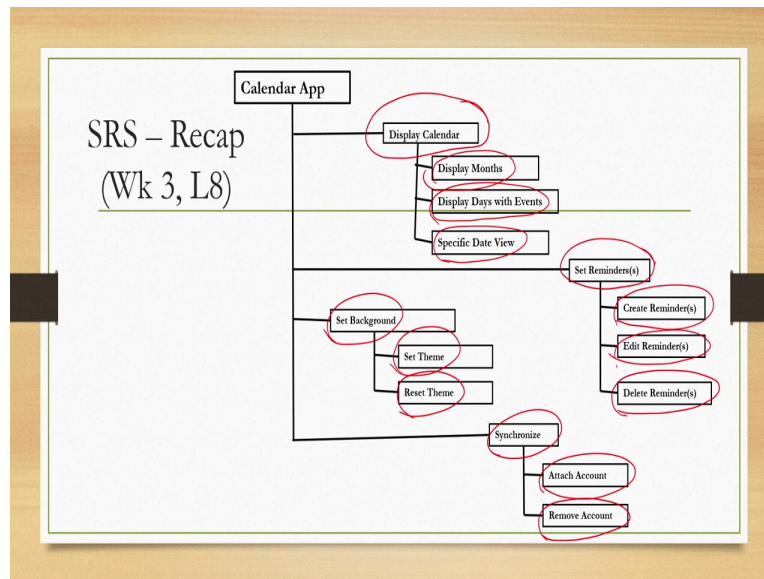 SRS – Recap
(Wk 3, L8)
Calendar App
Display Calendar
Display Months
Display Days with Events
Specific Date View
Set Reminders(s)
Create Reminder(s)
Edit Reminder(s)
Delete Reminder(s)
Set Background
Set Theme
Reset Theme
Synchronize
Attach Account
Remove Account